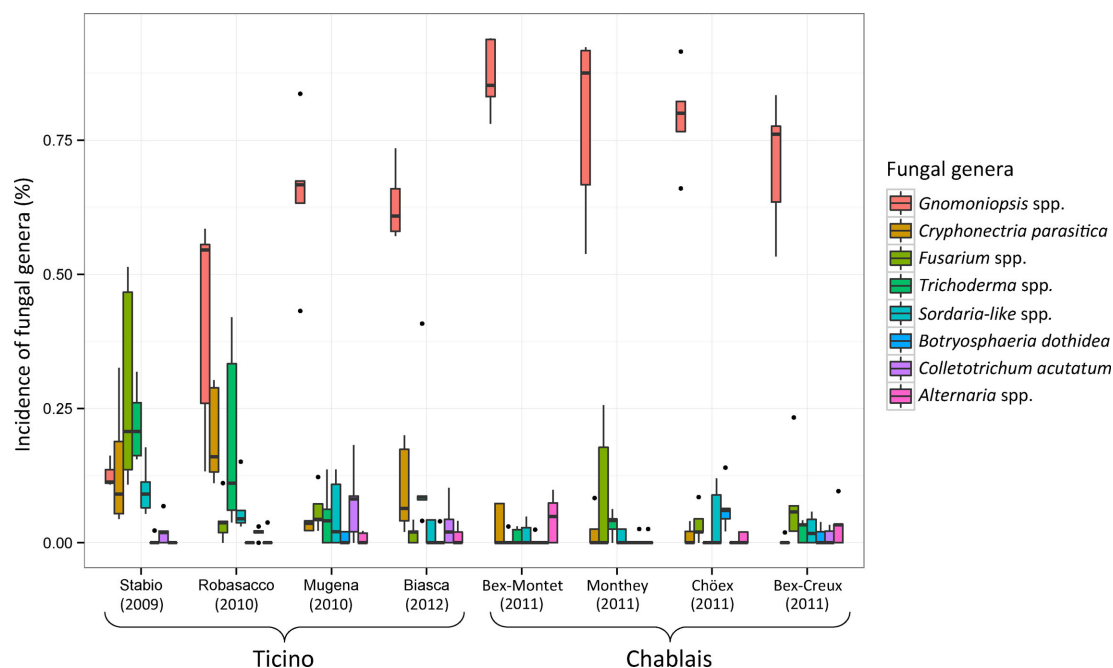 Incidence of fungal genera (%)
0.75
0.50
0.25
0.00
Stabio
(2009)
Robasacco
(2010)
Mugena
(2010)
Biasca
(2012)
Bex-Montet
(2011)
Monthey
(2011)
Chöex
(2011)
Bex-Creux
(2011)
Ticino
Chablais
Fungal genera
Gnomoniopsis spp.
Cryphonectria parasitica
Fusarium spp.
Trichoderma spp.
Sordaria-like spp.
Botryosphaeria dothidea
Colletotrichum acutatum
Alternaria spp.